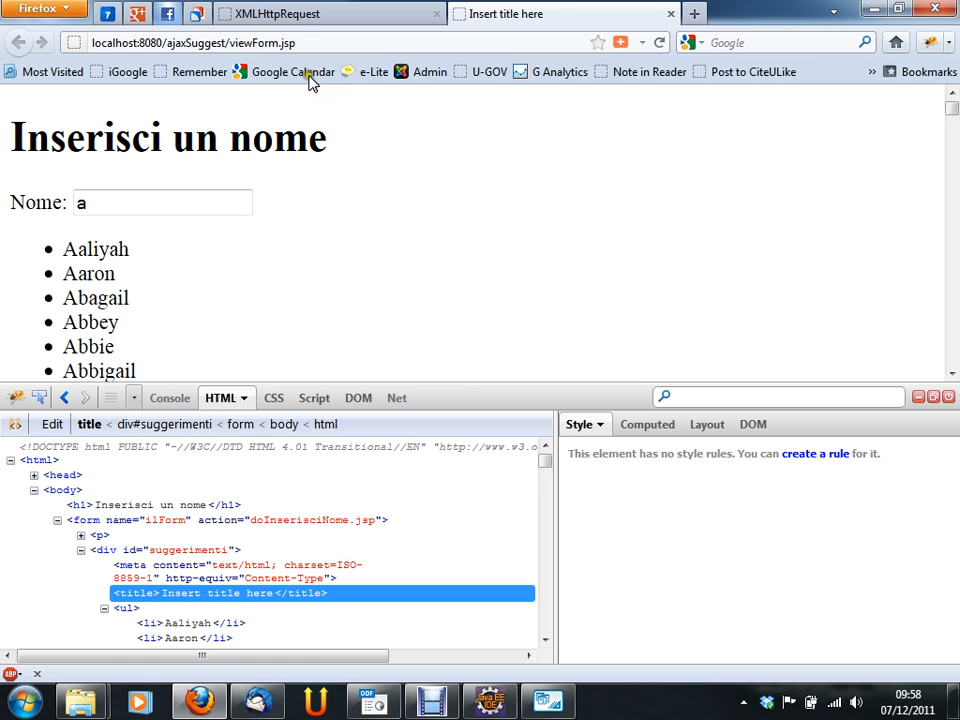 Firefox
7
XMLHttpRequest
Insert title here
localhost:8080/ajaxSuggest/viewForm.jsp
Google
Most Visited
iGoogle
Remember
Google Calendar
e-Lite
Admin
U-GOV
G Analytics
Note in Reader
Post to CiteULike
»
Bookmarks
Inserisci un nome
Nome: a
• Aaliyah
• Aaron
• Abagail
• Abbey
• Abbie
• Abbigail
Console HTML CSS Script DOM Net
Edit title < div#suggerimenti < form < body < html
Style Computed Layout DOM
<!DOCTYPE html PUBLIC "-//W3C//DTD HTML 4.01 Transitional//EN" "http://www.w3.o
<html>
<head>
<body>
<h1>Inserisci un nome</h1>
<form name="ilForm" action="doInserisciNome.jsp">
<p>
<div id="suggerimenti">
<meta content="text/html; charset=ISO-
8859-1" http-equiv="Content-Type">
<title>Insert title here</title>
<ul>
<li>Aaliyah</li>
<li>Aaron</li>
This element has no style rules. You can create a rule for it.
ABP
ODF
Java EE
IDE
09:58
07/12/2011